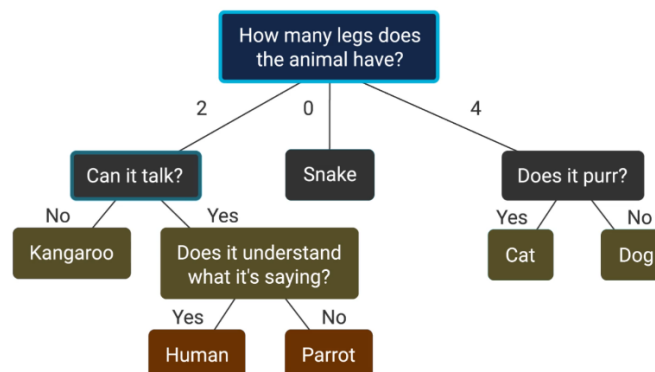 How many legs does
the animal have?
2
0
4
Can it talk?
Snake
Does it purr?
No
Yes
Yes
No
Kangaroo
Does it understand
what it's saying?
Cat
Dog
Yes
No
Human
Parrot